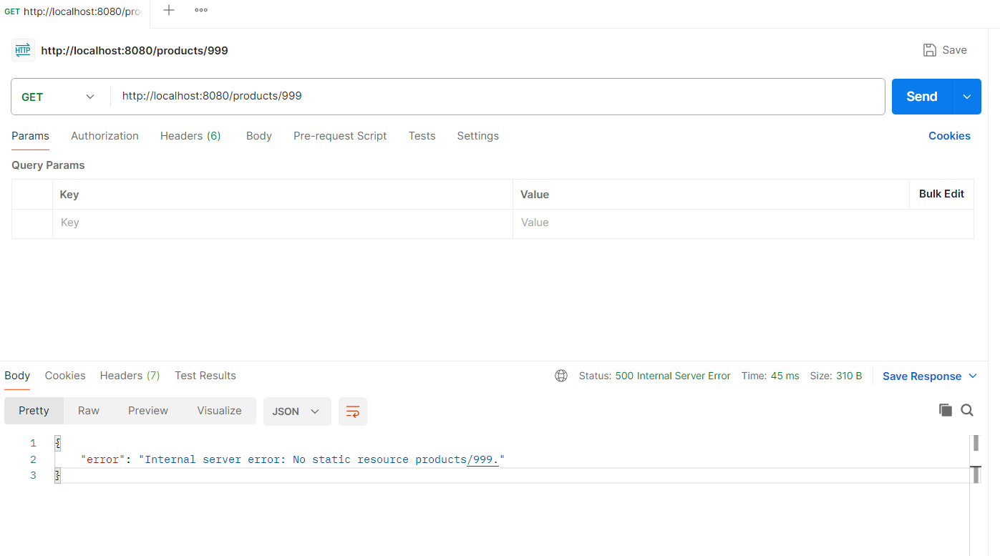 GET http://localhost:8080/pro
HTTP http://localhost:8080/products/999
Save
GET http://localhost:8080/products/999
Send
Params Authorization Headers (6) Body Pre-request Script Tests Settings Cookies
Query Params
Key Value Bulk Edit
Key Value
Body Cookies Headers (7) Test Results Status: 500 Internal Server Error Time: 45 ms Size: 310 B Save Response
Pretty Raw Preview Visualize JSON
1 {
2 "error": "Internal server error: No static resource products/999."
3 }